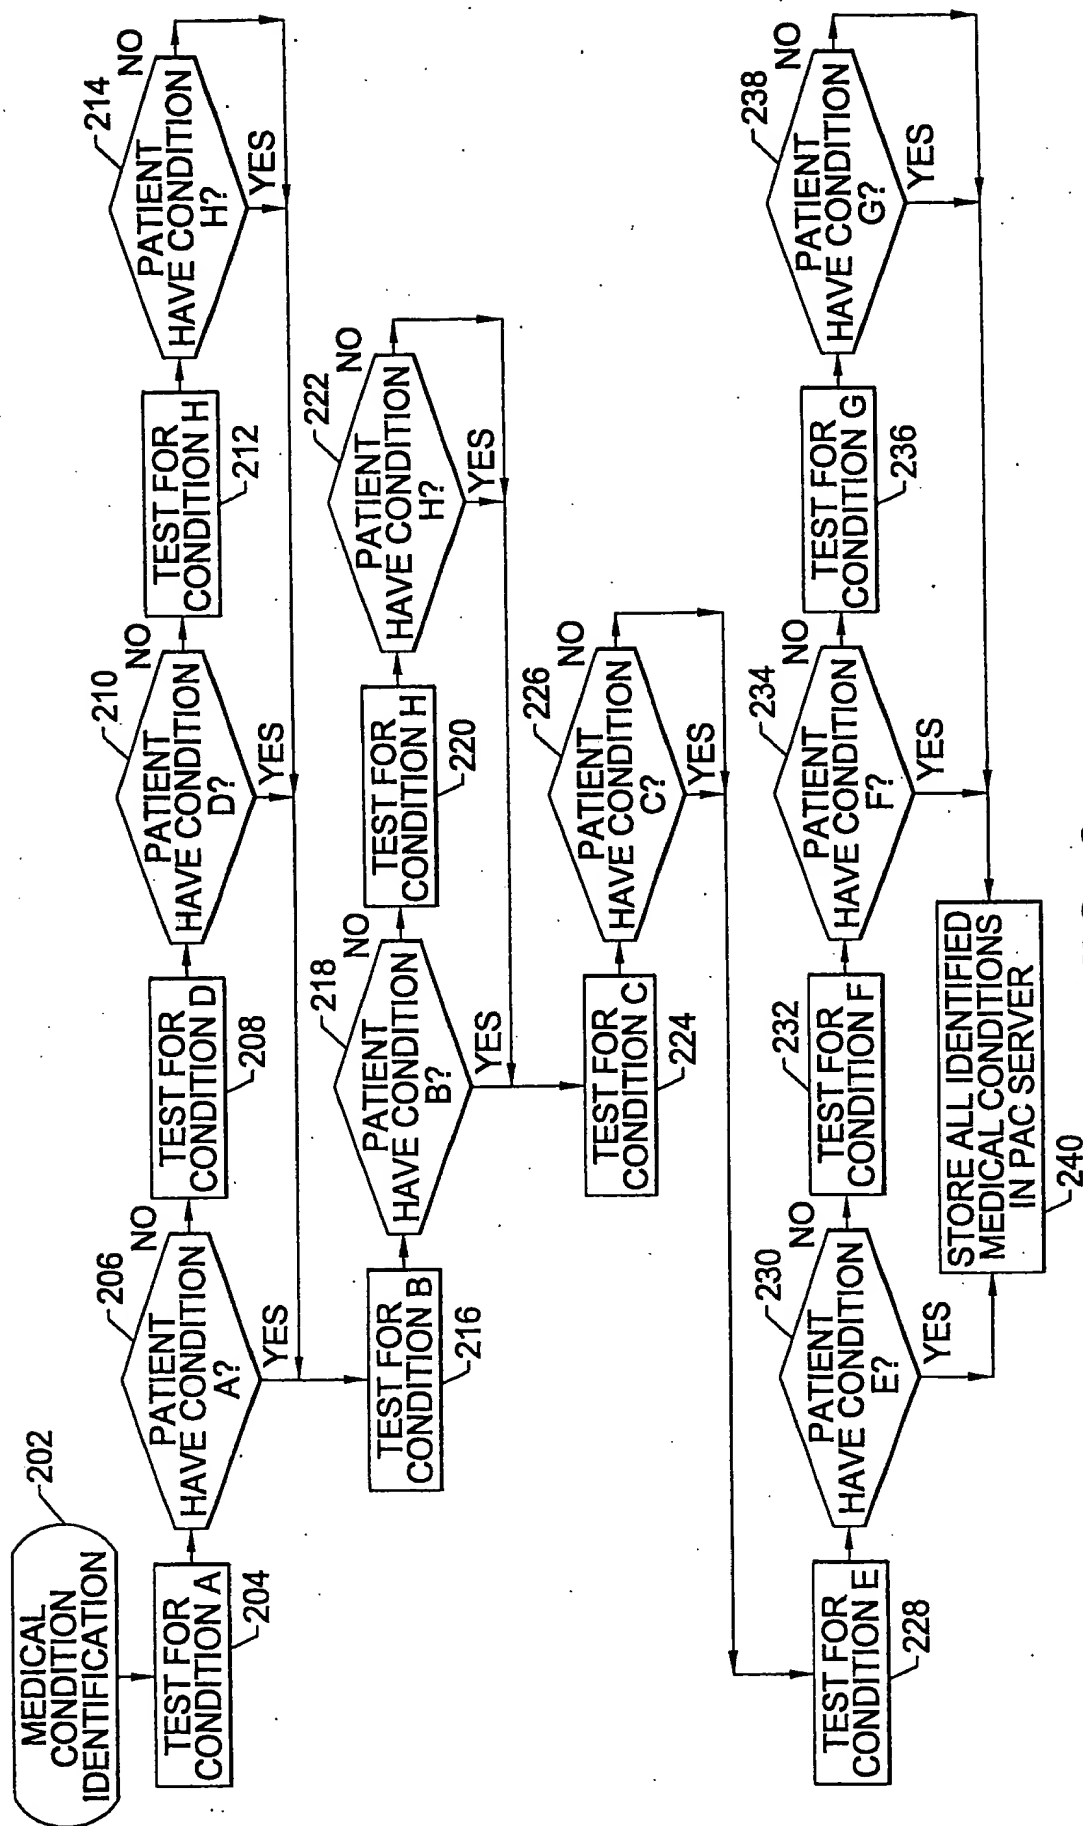 MEDICAL
CONDITION
IDENTIFICATION
202
TEST FOR
CONDITION A
204
PATIENT
HAVE CONDITION
A?
206
NO
YES
TEST FOR
CONDITION D
208
PATIENT
HAVE CONDITION
D?
210
NO
YES
TEST FOR
CONDITION H
212
PATIENT
HAVE CONDITION
H?
214
NO
YES
TEST FOR
CONDITION B
216
PATIENT
HAVE CONDITION
B?
218
NO
YES
TEST FOR
CONDITION H
220
PATIENT
HAVE CONDITION
H?
222
NO
YES
TEST FOR
CONDITION C
224
PATIENT
HAVE CONDITION
C?
226
NO
YES
TEST FOR
CONDITION E
228
PATIENT
HAVE CONDITION
E?
230
NO
YES
TEST FOR
CONDITION F
232
PATIENT
HAVE CONDITION
F?
234
NO
YES
TEST FOR
CONDITION G
236
PATIENT
HAVE CONDITION
G?
238
NO
YES
STORE ALL IDENTIFIED
MEDICAL CONDITIONS
IN PAC SERVER
240